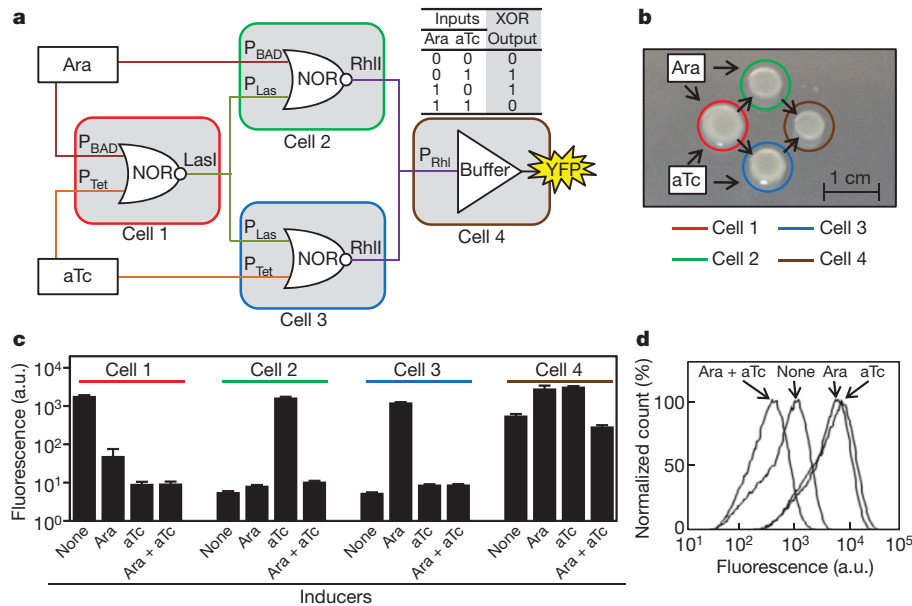 a
Ara
aTc
P_BAD
P_Tet
NOR
LasI
Cell 1
P_BAD
P_Las
NOR
RhlI
Cell 2
P_Las
P_Tet
NOR
RhlI
Cell 3
Inputs XOR
Ara aTc Output
0 0 0
0 1 1
1 0 1
1 1 0
P_Rhl
Buffer
YFP
Cell 4
b
Ara
aTc
1 cm
Cell 1 Cell 3
Cell 2 Cell 4
c
Cell 1 Cell 2 Cell 3 Cell 4
Fluorescence (a.u.)
10^4
10^3
10^2
10^1
10^0
None Ara aTc Ara + aTc None Ara aTc Ara + aTc None Ara aTc Ara + aTc None Ara aTc Ara + aTc
Inducers
d
Ara + aTc None Ara aTc
Normalized count (%)
100
50
0
10^1 10^2 10^3 10^4 10^5
Fluorescence (a.u.)